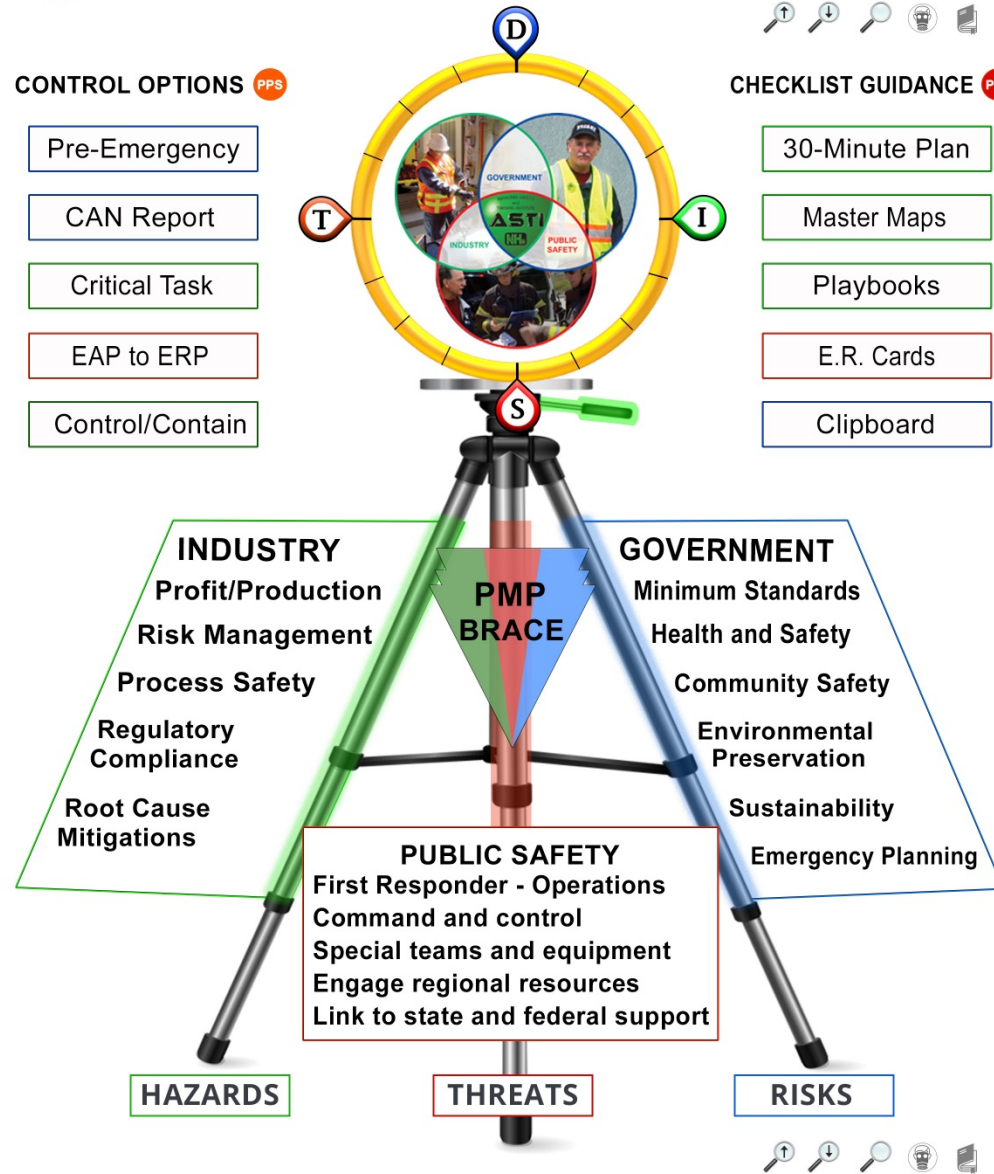 D
CONTROL OPTIONS PPS
CHECKLIST GUIDANCE
Pre-Emergency
CAN Report
Critical Task
EAP to ERP
Control/Contain
30-Minute Plan
Master Maps
Playbooks
E.R. Cards
Clipboard
T
I
S
GOVERNMENT
ASTI
INDUSTRY
PUBLIC
SAFETY
INDUSTRY
Profit/Production
Risk Management
Process Safety
Regulatory
Compliance
Root Cause
Mitigations
PMP
BRACE
GOVERNMENT
Minimum Standards
Health and Safety
Community Safety
Environmental
Preservation
Sustainability
Emergency Planning
PUBLIC SAFETY
First Responder - Operations
Command and control
Special teams and equipment
Engage regional resources
Link to state and federal support
HAZARDS
THREATS
RISKS